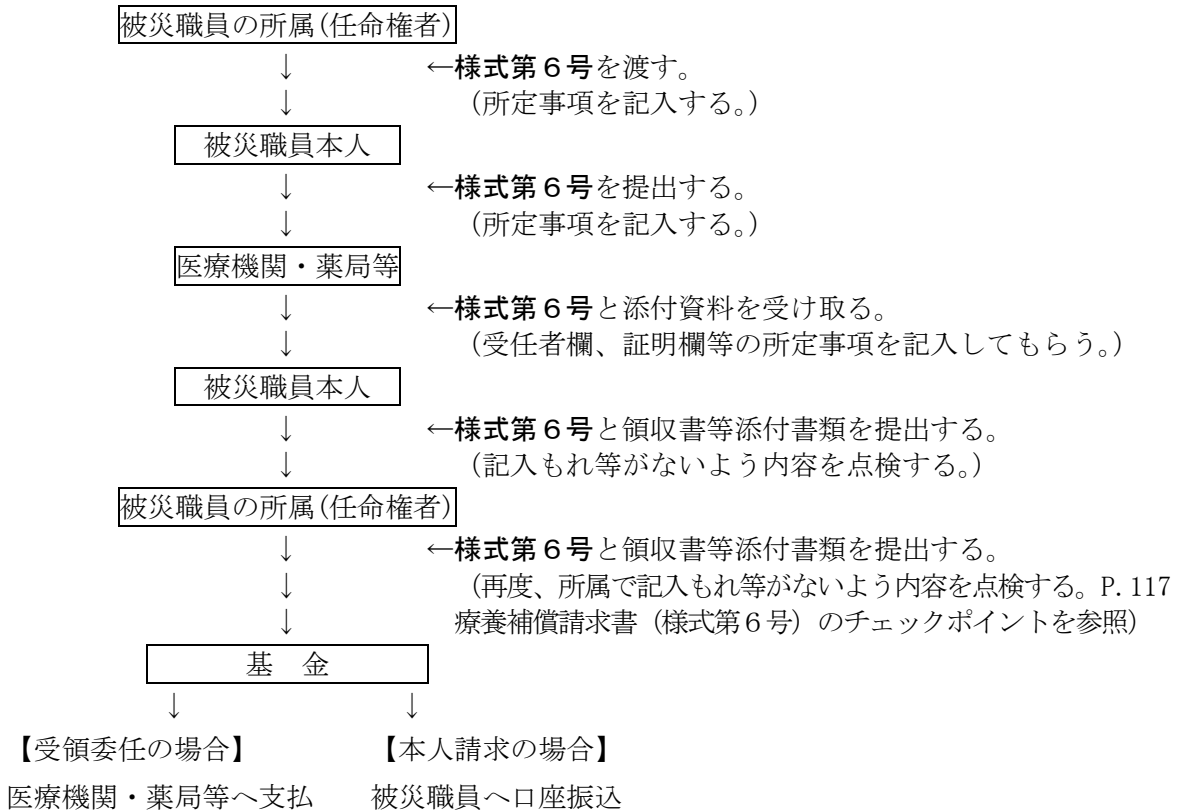 被災職員の所属(任命権者)
↓ ←様式第６号を渡す。
↓ (所定事項を記入する。)
被災職員本人
↓ ←様式第６号を提出する。
↓ (所定事項を記入する。)
医療機関・薬局等
↓ ←様式第６号と添付資料を受け取る。
↓ (受任者欄、証明欄等の所定事項を記入してもらう。)
被災職員本人
↓ ←様式第６号と領収書等添付書類を提出する。
↓ (記入もれ等がないよう内容を点検する。)
被災職員の所属(任命権者)
↓ ←様式第６号と領収書等添付書類を提出する。
↓ (再度、所属で記入もれ等がないよう内容を点検する。P.117
↓ 療養補償請求書（様式第６号）のチェックポイントを参照)
基　金
↓ ↓
【受領委任の場合】 【本人請求の場合】
医療機関・薬局等へ支払 被災職員へ口座振込